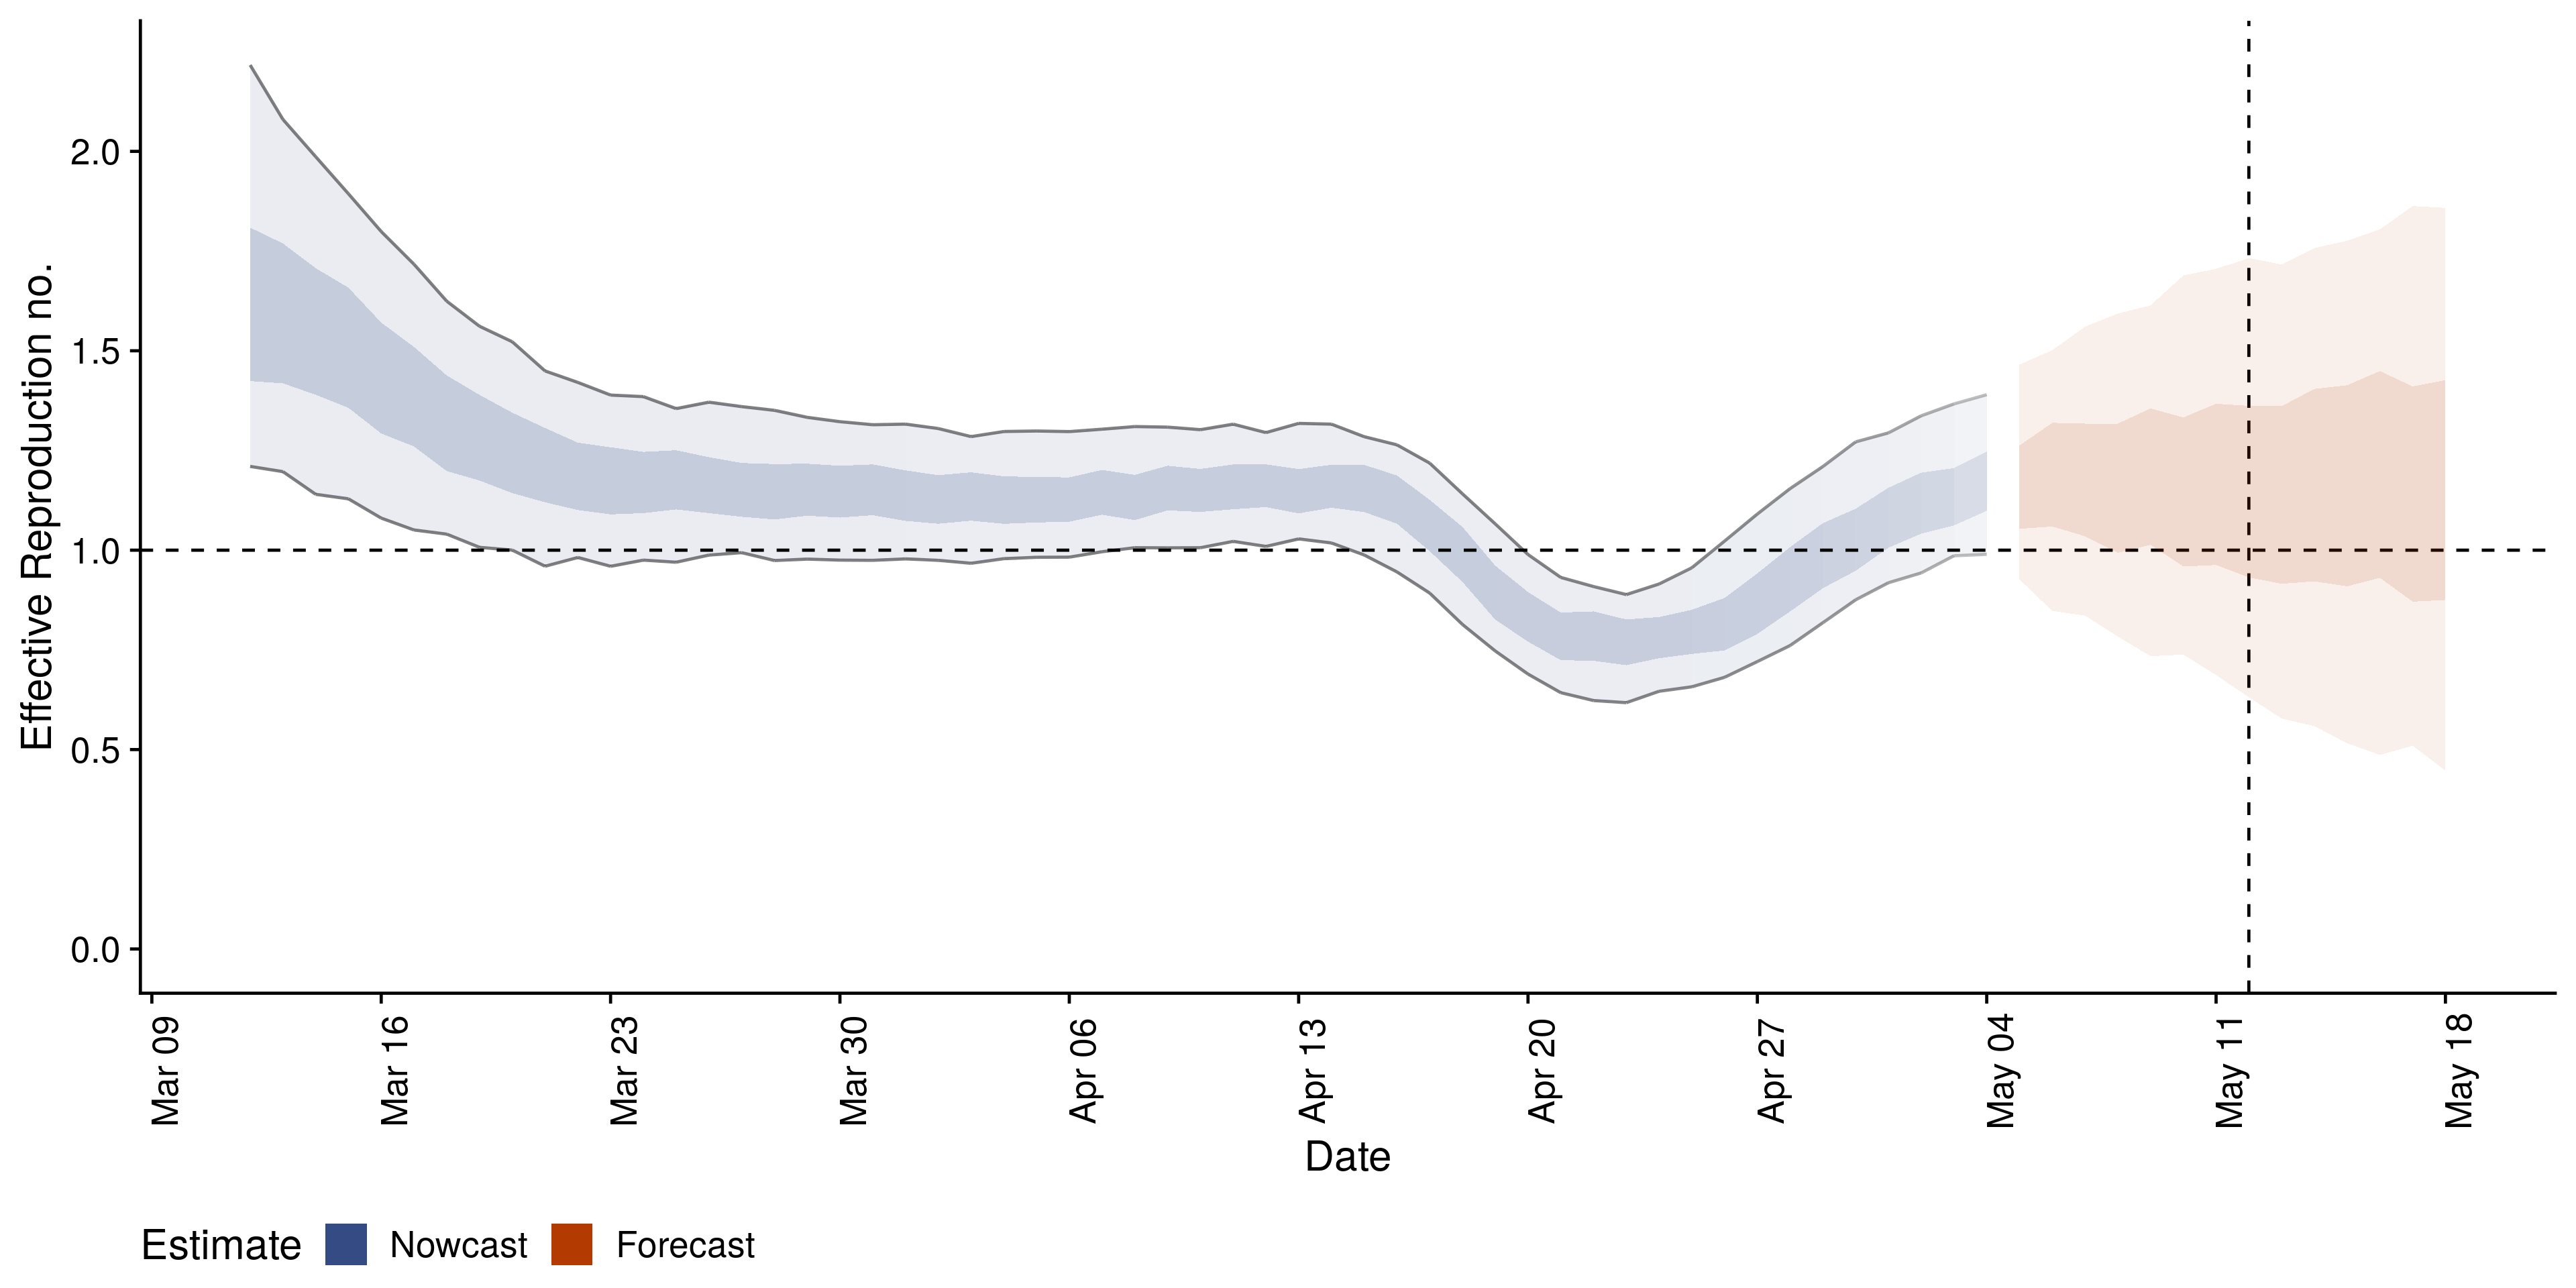 Effective Reproduction no.
2.0
1.5
1.0
0.5
0.0
Mar 09
Mar 16
Mar 23
Mar 30
Apr 06
Apr 13
Apr 20
Apr 27
May 04
May 11
May 18
Date
Estimate Nowcast Forecast